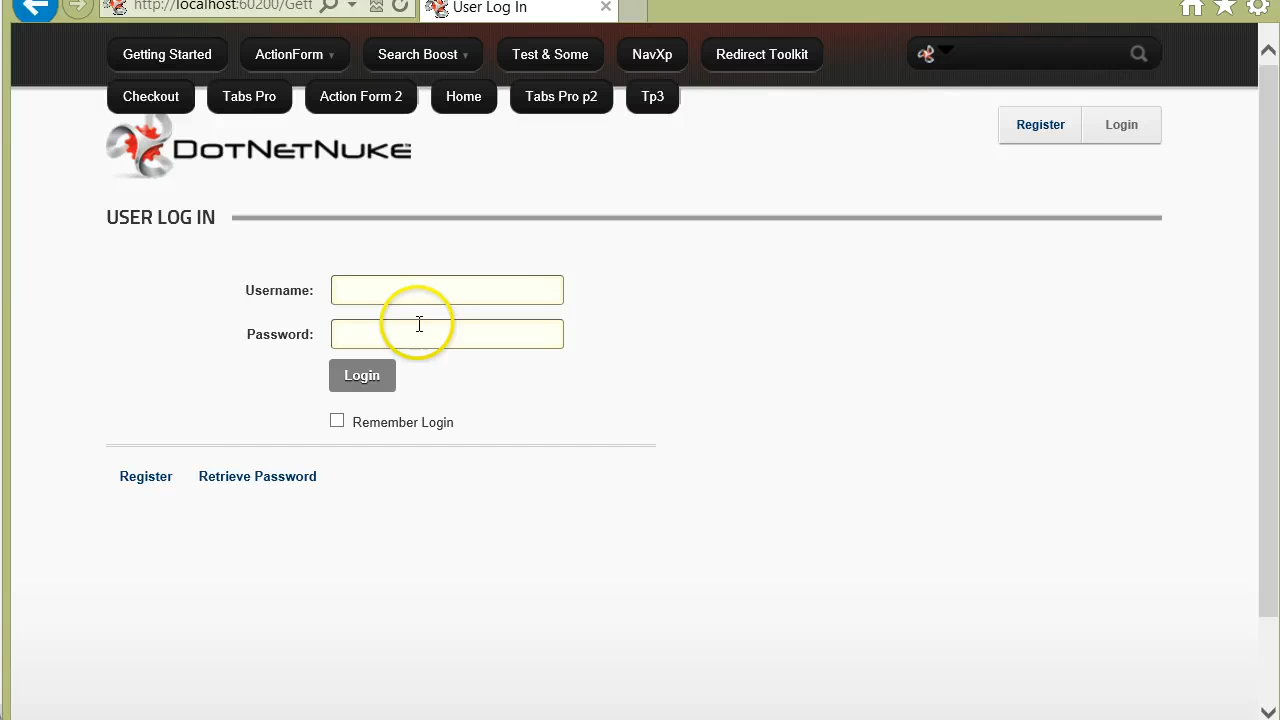 http://localhost:60200/Gett
User Log In
Getting Started
ActionForm
Search Boost
Test & Some
NavXp
Redirect Toolkit
Checkout
Tabs Pro
Action Form 2
Home
Tabs Pro p2
Tp3
Register
Login
DotNetNuke
USER LOG IN
Username:
Password:
Login
Remember Login
Register
Retrieve Password